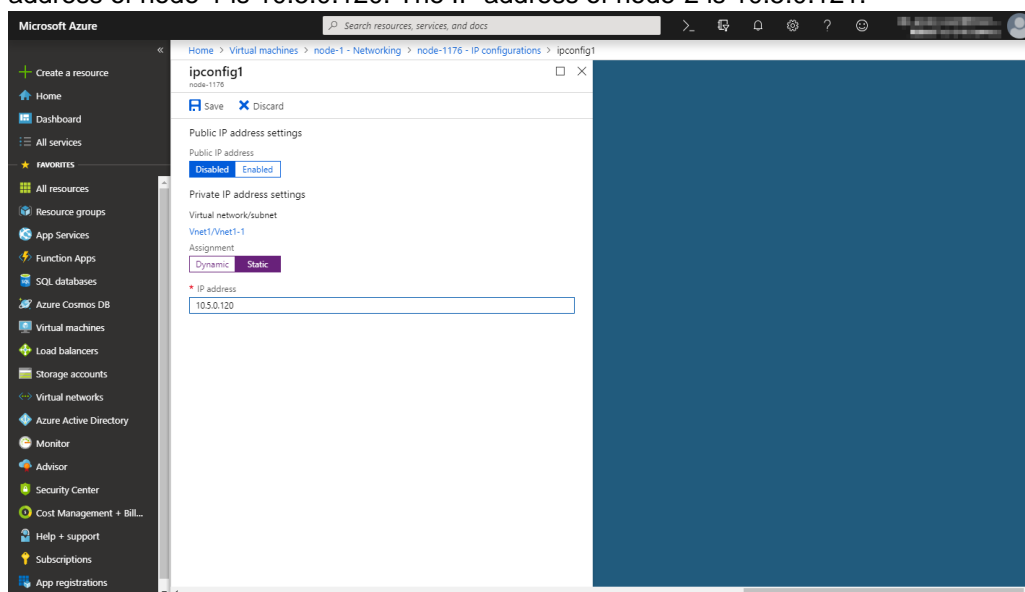 address of node-1 is 10.5.0.120. The IP address of node-2 is 10.5.0.121.
Microsoft Azure
Search resources, services, and docs
Home > Virtual machines > node-1 - Networking > node-1176 - IP configurations > ipconfig1
Create a resource
Home
Dashboard
All services
FAVORITES
All resources
Resource groups
App Services
Function Apps
SQL databases
Azure Cosmos DB
Virtual machines
Load balancers
Storage accounts
Virtual networks
Azure Active Directory
Monitor
Advisor
Security Center
Cost Management + Bill...
Help + support
Subscriptions
App registrations
ipconfig1
node-1176
Save Discard
Public IP address settings
Public IP address
Disabled Enabled
Private IP address settings
Virtual network/subnet
Vnet1/Vnet1-1
Assignment
Dynamic Static
* IP address
10.5.0.120